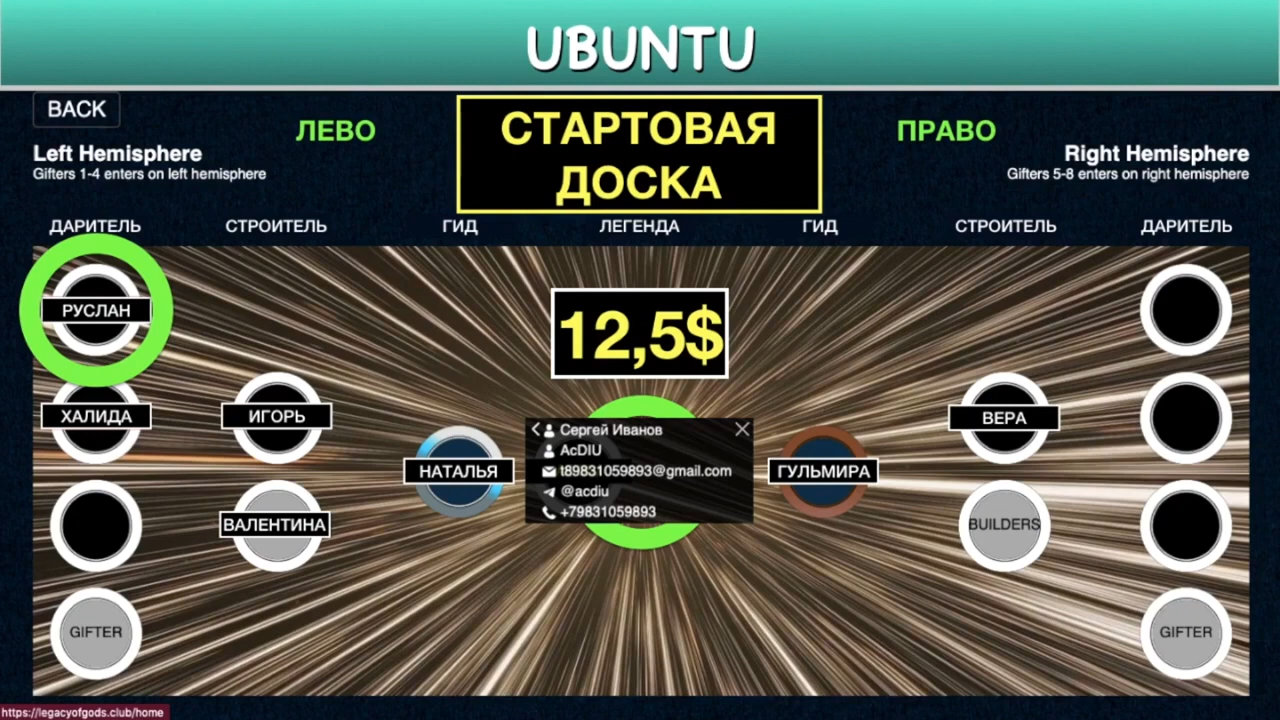 UBUNTU
BACK
ЛЕВО
СТАРТОВАЯ
ДОСКА
ПРАВО
Left Hemisphere
Gifters 1-4 enters on left hemisphere
Right Hemisphere
Gifters 5-8 enters on right hemisphere
ДАРИТЕЛЬ СТРОИТЕЛЬ ГИД ЛЕГЕНДА ГИД СТРОИТЕЛЬ ДАРИТЕЛЬ
РУСЛАН
12,5$
ХАЛИДА
ИГОРЬ
ВЕРА
Сергей Иванов
AcDIU
t89831059893@gmail.com
@acdiu
+79831059893
НАТАЛЬЯ
ГУЛЬМИРА
ВАЛЕНТИНА
BUILDERS
GIFTER
GIFTER
https://legacyofgods.club/home